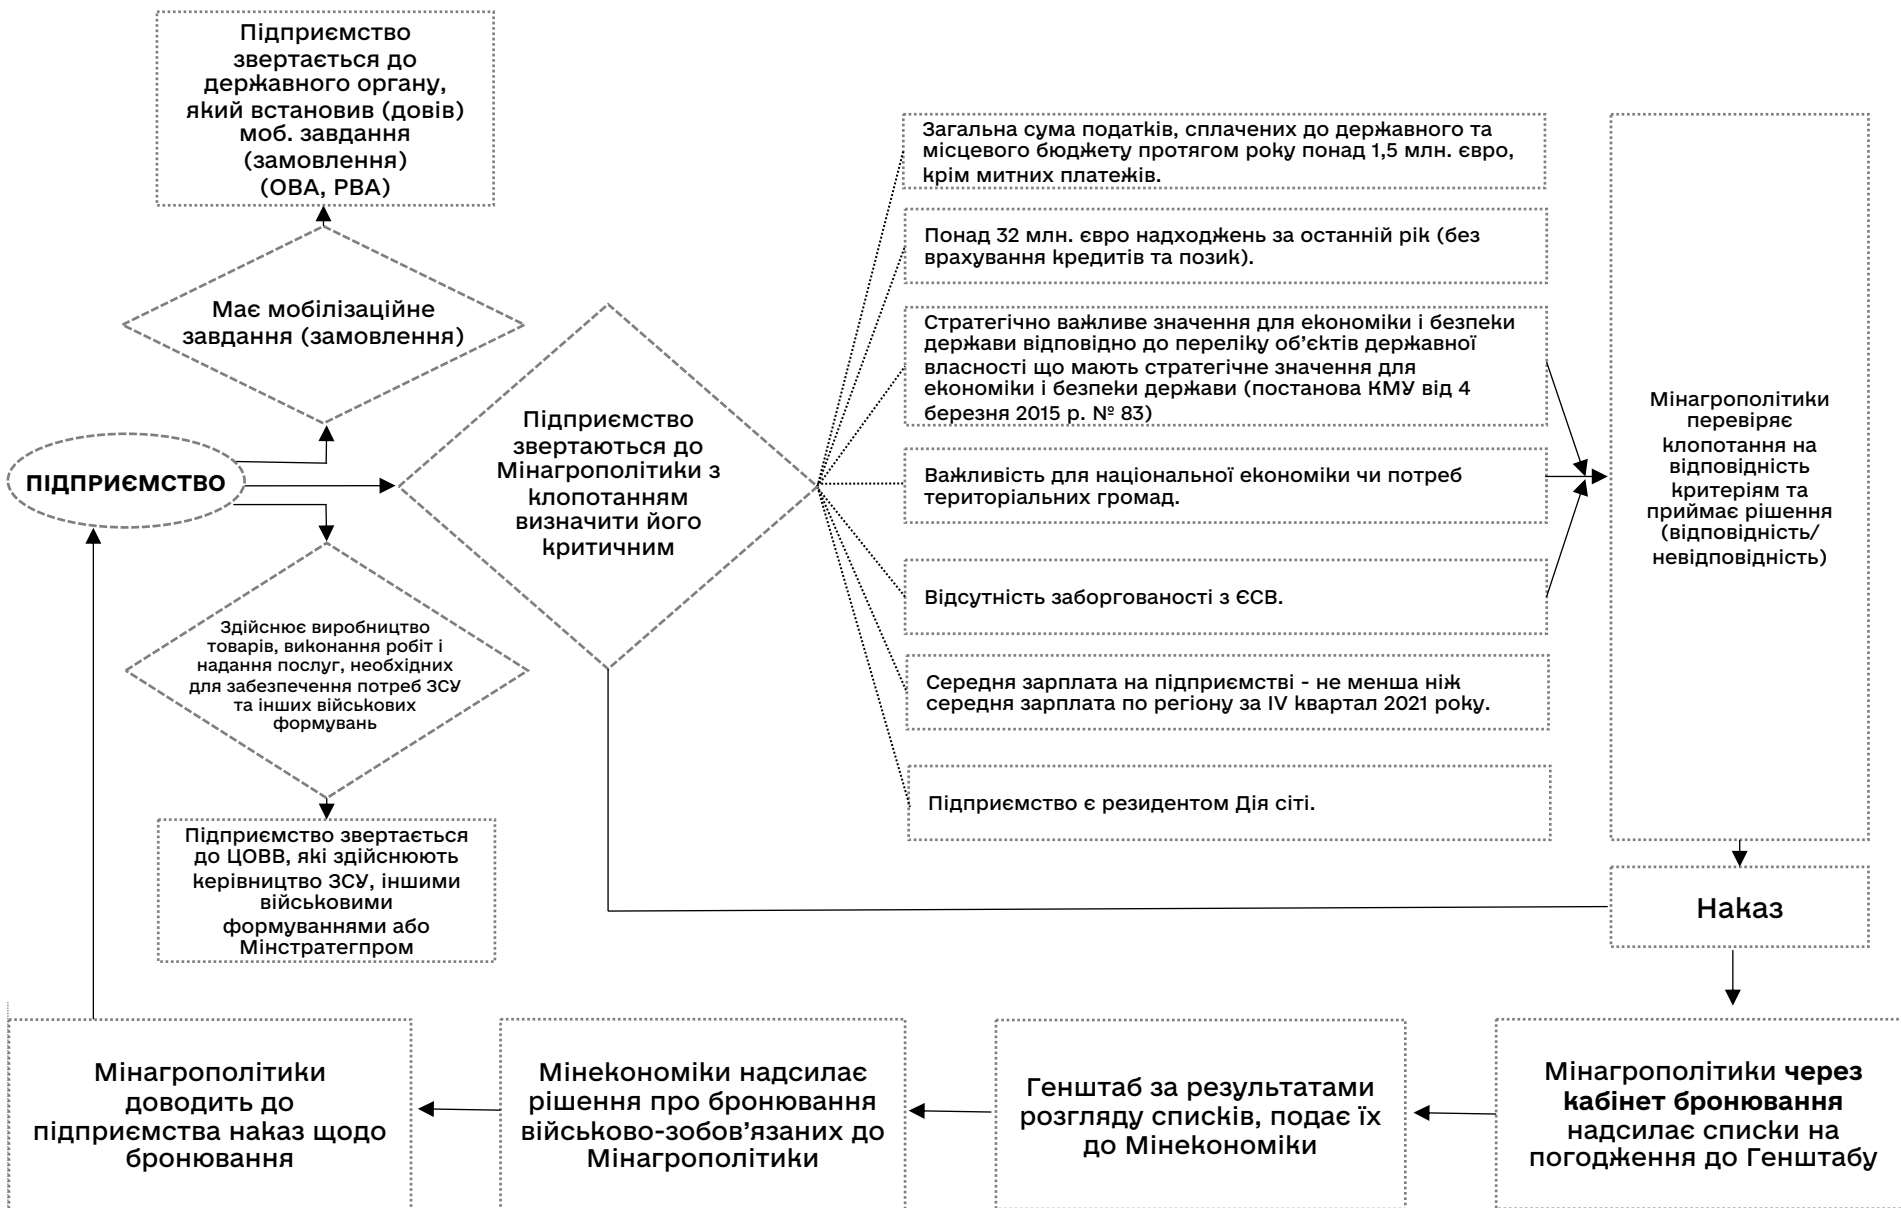 Підприємство
звертається до
державного органу,
який встановив (довів)
моб. завдання
(замовлення)
(ОВА, РВА)
Має мобілізаційне
завдання (замовлення)
ПІДПРИЄМСТВО
Здійснює виробництво
товарів, виконання робіт і
надання послуг, необхідних
для забезпечення потреб ЗСУ
та інших військових
формувань
Підприємство звертається
до ЦОВВ, які здійснюють
керівництво ЗСУ, іншими
військовими
формуваннями або
Мінстратегпром
Підприємство
звертаються до
Мінагрополітики з
клопотанням
визначити його
критичним
Загальна сума податків, сплачених до державного та
місцевого бюджету протягом року понад 1,5 млн. євро,
крім митних платежів.
Понад 32 млн. євро надходжень за останній рік (без
врахування кредитів та позик).
Стратегічно важливе значення для економіки і безпеки
держави відповідно до переліку об’єктів державної
власності що мають стратегічне значення для
економіки і безпеки держави (постанова КМУ від 4
березня 2015 р. № 83)
Важливість для національної економіки чи потреб
територіальних громад.
Відсутність заборгованості з ЄСВ.
Середня зарплата на підприємстві - не менша ніж
середня зарплата по регіону за IV квартал 2021 року.
Підприємство є резидентом Дія сіті.
Мінагрополітики
перевіряє
клопотання на
відповідність
критеріям та
приймає рішення
(відповідність/
невідповідність)
Наказ
Мінагрополітики через
кабінет бронювання
надсилає списки на
погодження до Генштабу
Генштаб за результатами
розгляду списків, подає їх
до Мінекономіки
Мінекономіки надсилає
рішення про бронювання
військово-зобов’язаних до
Мінагрополітики
Мінагрополітики
доводить до
підприємства наказ щодо
бронювання